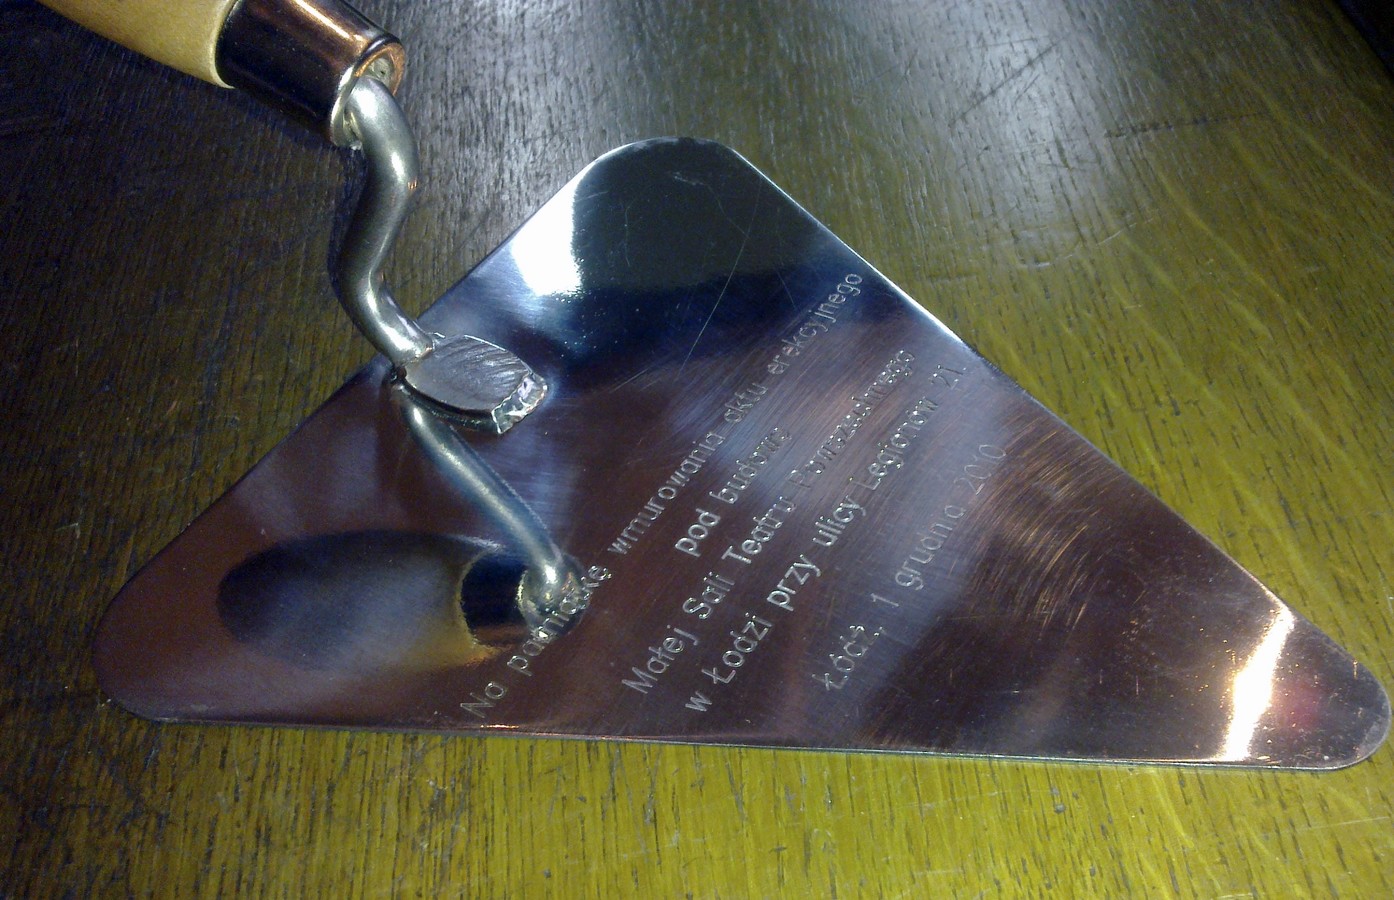 Na pamiątkę wmurowania aktu erekcyjnego
pod budowę
Małej Sali Teatru Powszechnego
w Łodzi przy ulicy Legionów 21
Łódź, 1 grudnia 2010